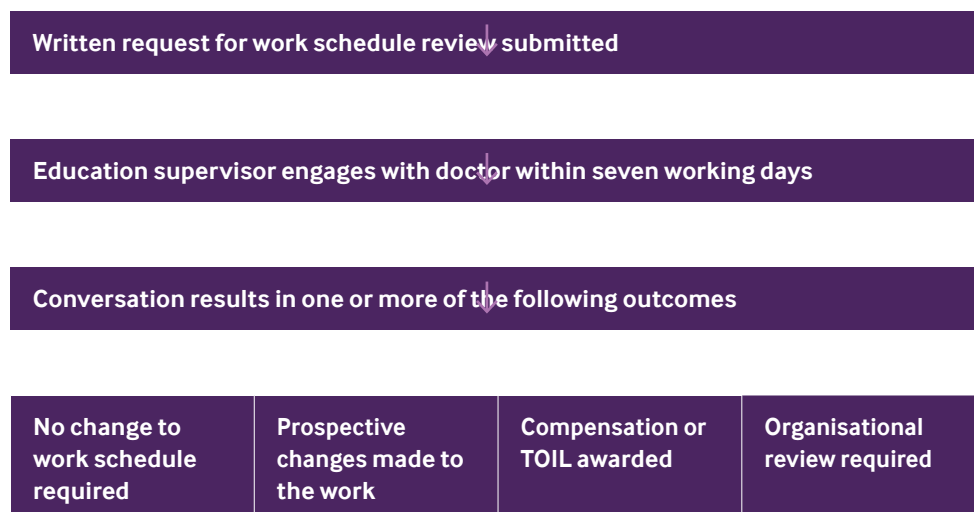 Written request for work schedule review submitted
Education supervisor engages with doctor within seven working days
Conversation results in one or more of the following outcomes
No change to
work schedule
required
Prospective
changes made to
the work
Compensation or
TOIL awarded
Organisational
review required